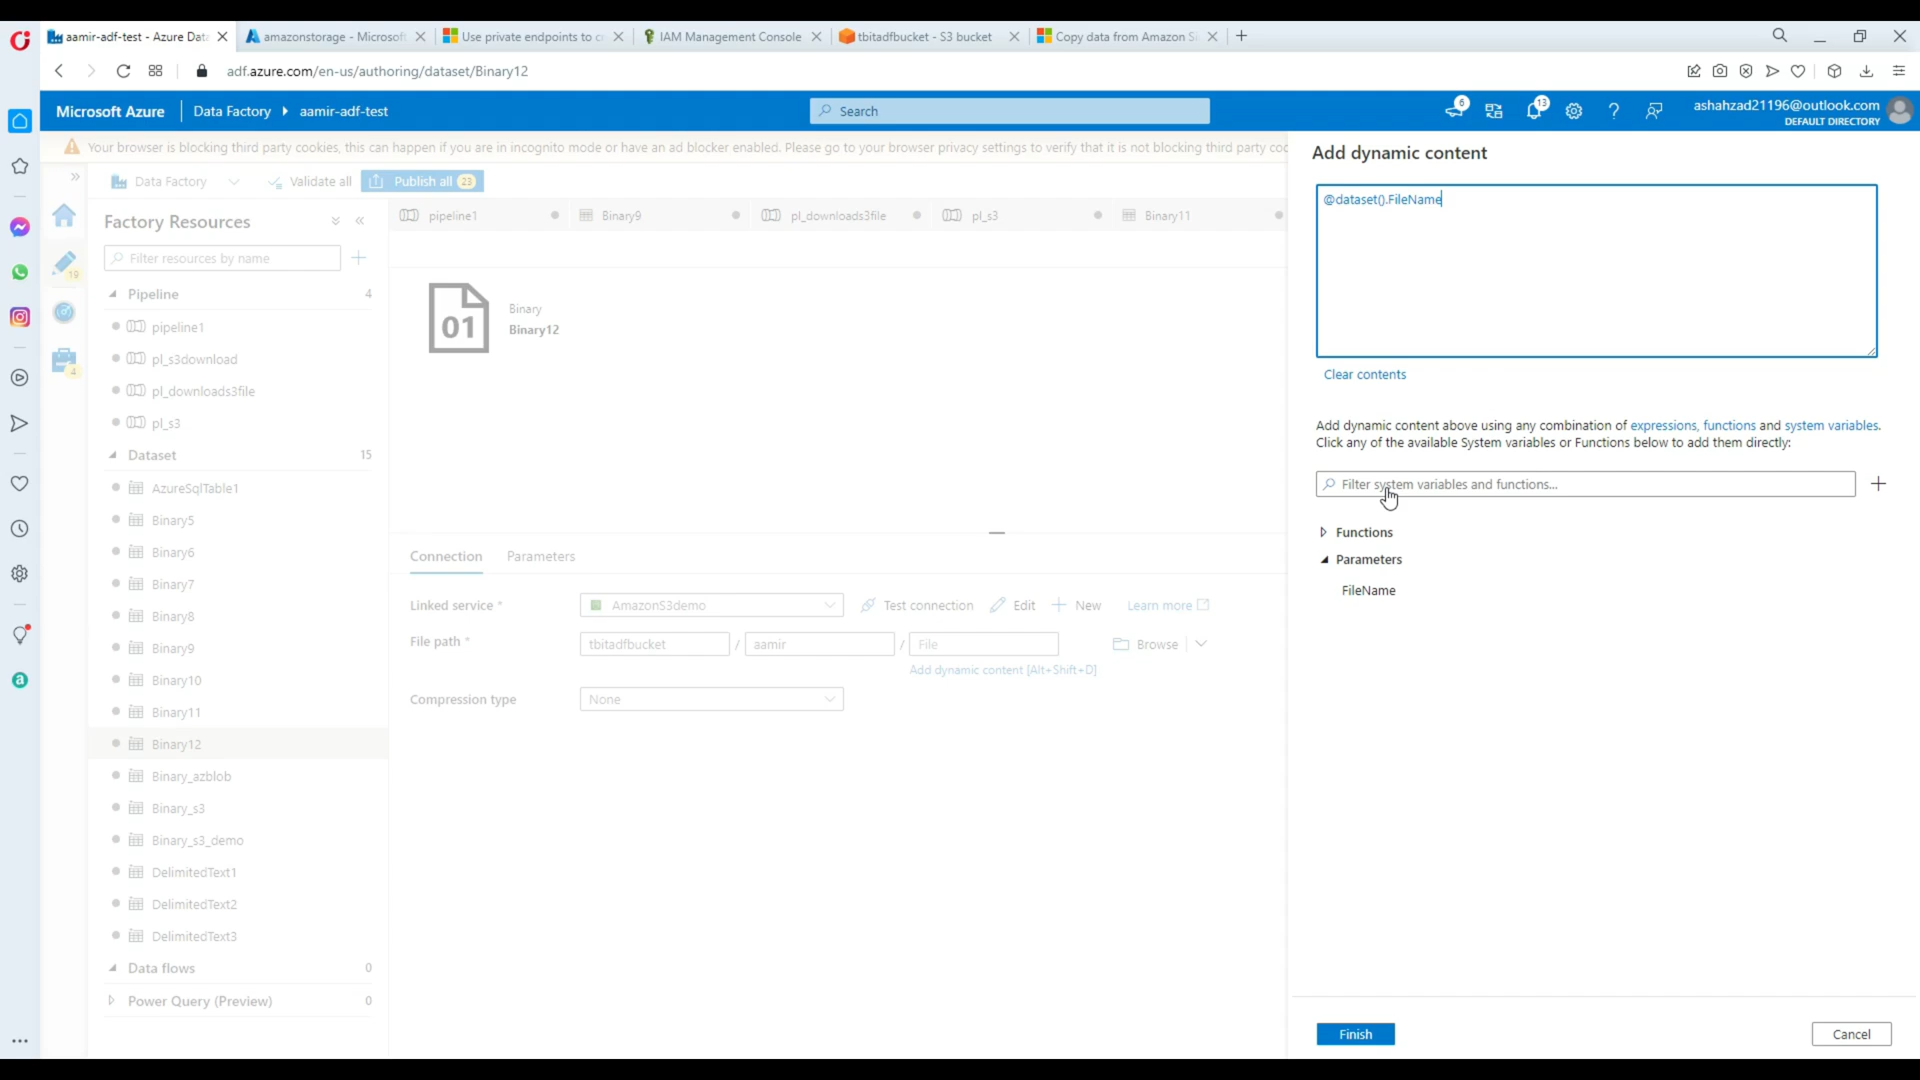 aamir-adf-test - Azure Data
amazonstorage - Microsoft
Use private endpoints to cr
IAM Management Console
tbitadfbucket - S3 bucket
Copy data from Amazon Si
adf.azure.com/en-us/authoring/dataset/Binary12
Microsoft Azure
Data Factory
aamir-adf-test
Search
6
13
ashahzad21196@outlook.com
DEFAULT DIRECTORY
Your browser is blocking third party cookies, this can happen if you are in incognito mode or have an ad blocker enabled. Please go to your browser privacy settings to verify that it is not blocking third party coo
Data Factory
Validate all
Publish all 23
Factory Resources
Filter resources by name
19
4
Pipeline 4
pipeline1
pl_s3download
pl_downloads3file
pl_s3
Dataset 15
AzureSqlTable1
Binary5
Binary6
Binary7
Binary8
Binary9
Binary10
Binary11
Binary12
Binary_azblob
Binary_s3
Binary_s3_demo
DelimitedText1
DelimitedText2
DelimitedText3
Data flows 0
Power Query (Preview) 0
pipeline1
Binary9
pl_downloads3file
pl_s3
Binary11
01
Binary
Binary12
Connection
Parameters
Linked service *
AmazonS3demo
Test connection
Edit
New
Learn more
File path *
tbitadfbucket / aamir / File
Browse
Add dynamic content [Alt+Shift+D]
Compression type
None
Add dynamic content
@dataset().FileName
Clear contents
Add dynamic content above using any combination of expressions, functions and system variables.
Click any of the available System variables or Functions below to add them directly:
Filter system variables and functions...
Functions
Parameters
FileName
Finish
Cancel